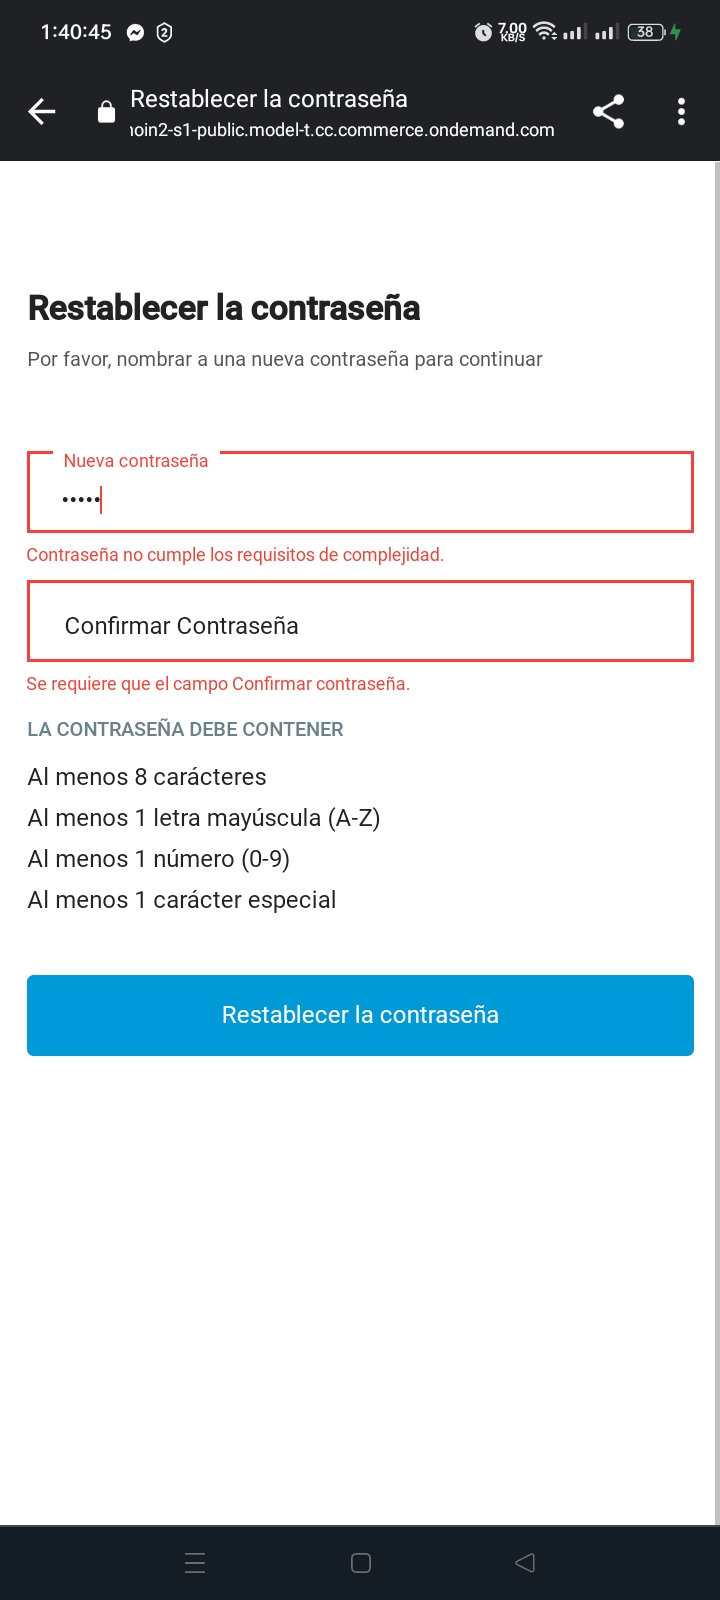 1:40:45 2 7.00 KB/S 38
Restablecer la contraseña
oin2-s1-public.model-t.cc.commerce.ondemand.com
Restablecer la contraseña
Por favor, nombrar a una nueva contraseña para continuar
Nueva contraseña
•••••
Contraseña no cumple los requisitos de complejidad.
Confirmar Contraseña
Se requiere que el campo Confirmar contraseña.
LA CONTRASEÑA DEBE CONTENER
Al menos 8 carácteres
Al menos 1 letra mayúscula (A-Z)
Al menos 1 número (0-9)
Al menos 1 carácter especial
Restablecer la contraseña